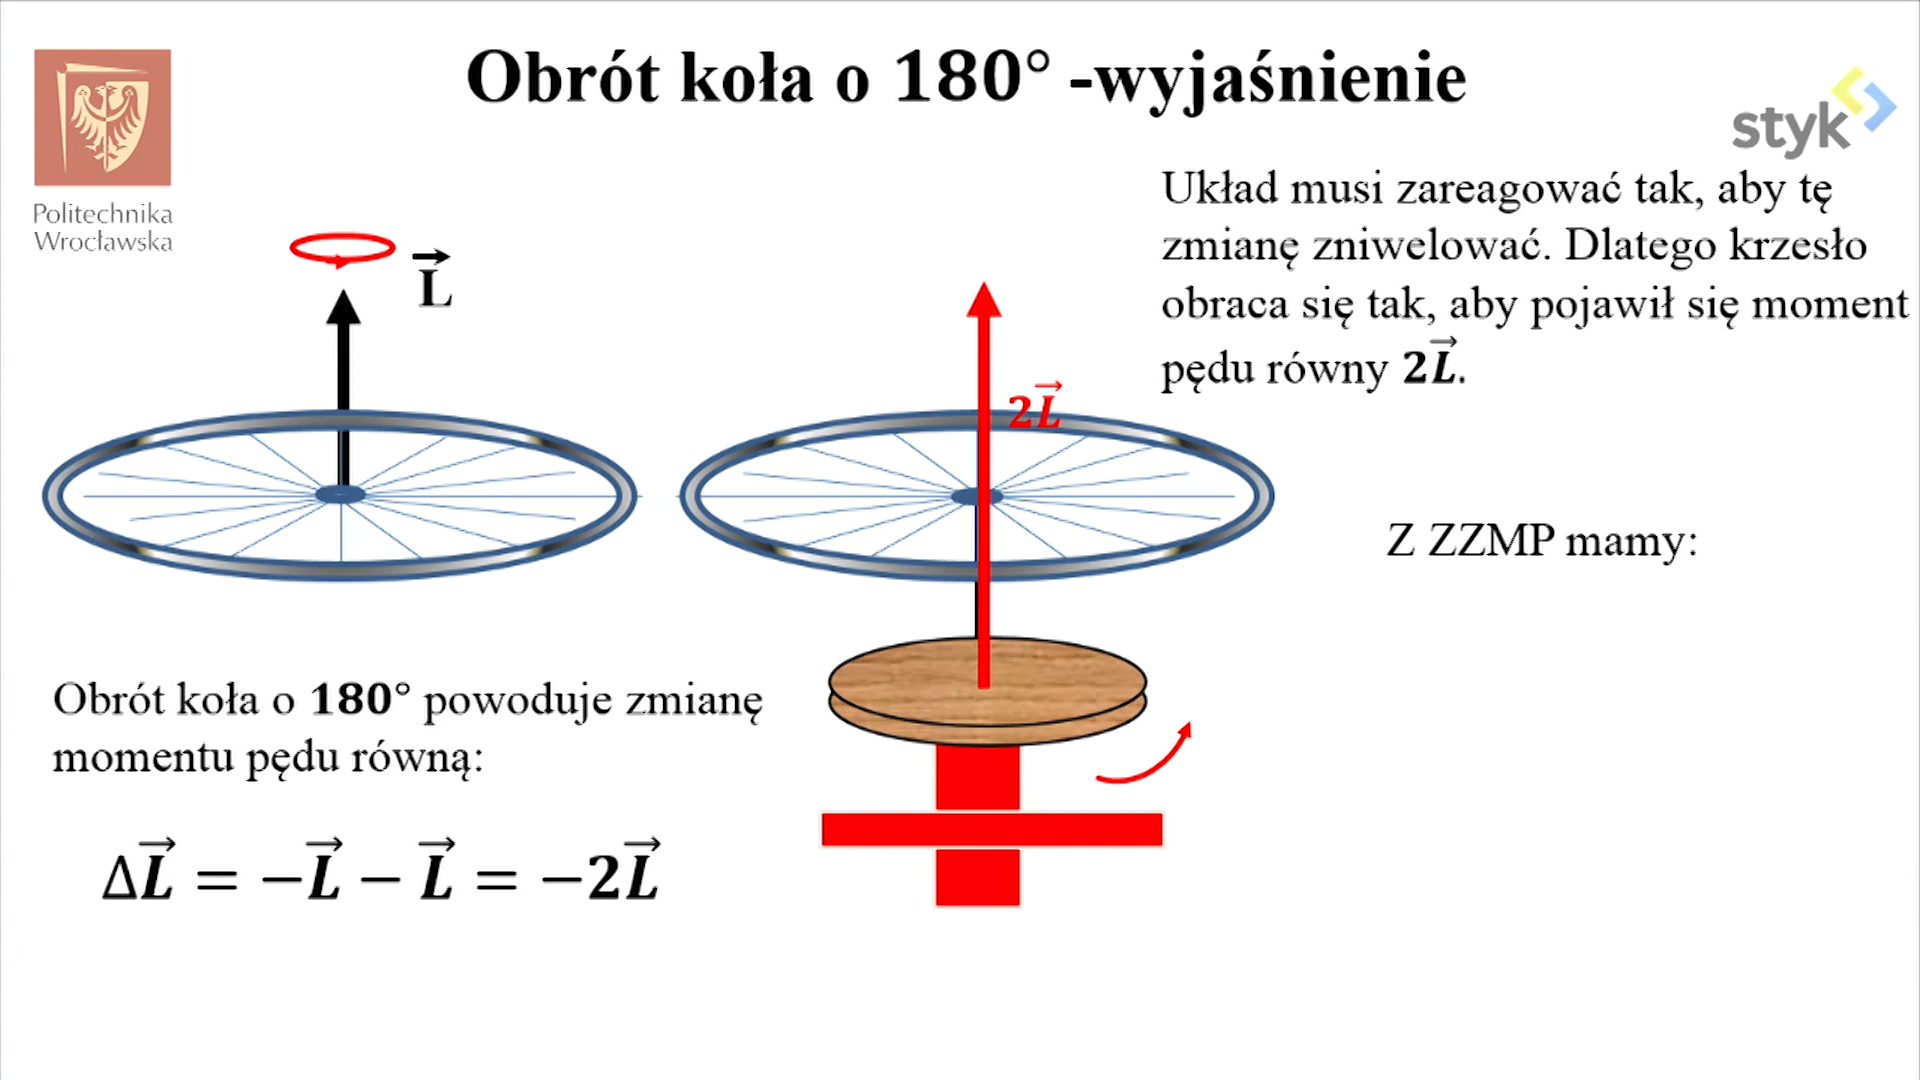 Obrót koła o 180° -wyjaśnienie
Politechnika
Wrocławska
styk
Układ musi zareagować tak, aby tę
zmianę zniwelować. Dlatego krzesło
obraca się tak, aby pojawił się moment
pędu równy 2L⃗.
L⃗
2L⃗
Z ZZMP mamy:
Obrót koła o 180° powoduje zmianę
momentu pędu równą:
ΔL⃗ = −L⃗ − L⃗ = −2L⃗